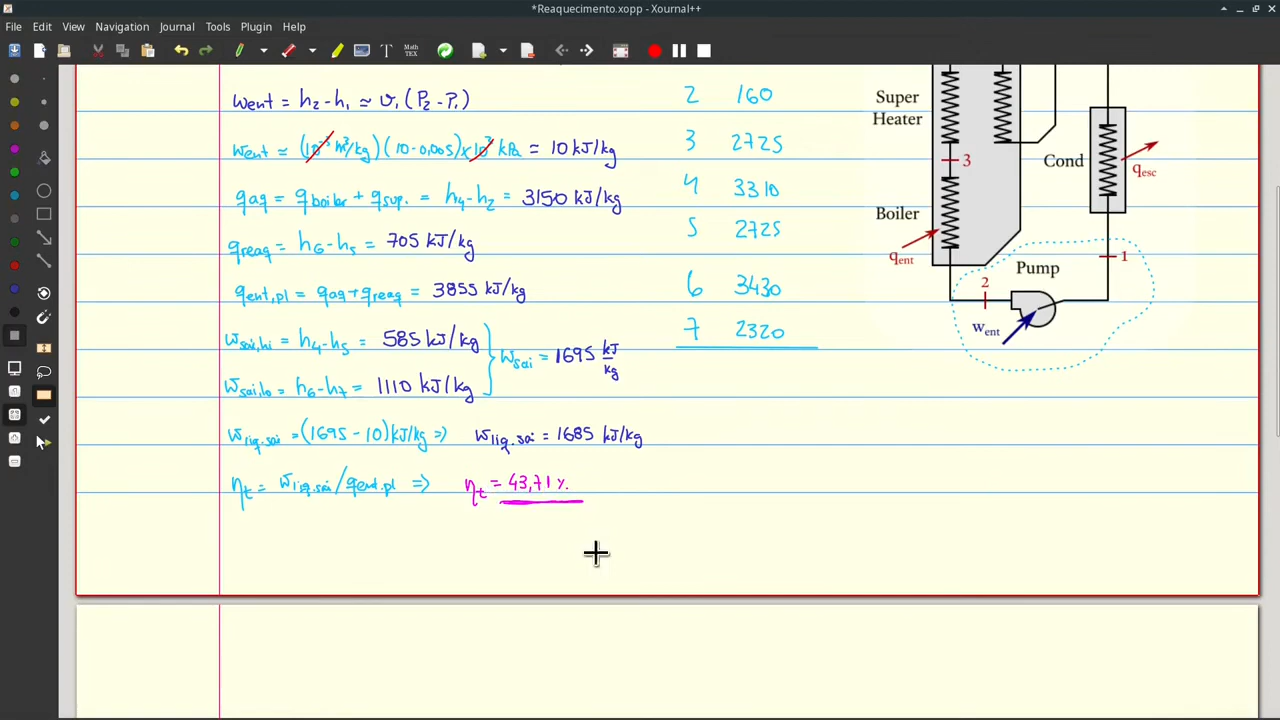 *Reaquecimento.xopp - Xournal++
File Edit View Navigation Journal Tools Plugin Help
T Math TEX
went = h2 - h1 ≃ v1 (P2 - P1)
went ≃ (10⁻³ m³/kg)(10-0,005)x10³ kPa = 10 kJ/kg
qaq = qboiler + qsup. = h4-h2 = 3150 kJ/kg
qreaq = h6-h5 = 705 kJ/kg
qent,pl = qaq+qreaq = 3855 kJ/kg
wsai,hi = h4-h5 = 585 kJ/kg
wsai = 1695 kJ/kg
wsai,lo = h6-h7 = 1110 kJ/kg
wliq.sai = (1695 - 10)kJ/kg => wliq.sai = 1685 kJ/kg
ηt = wliq.sai/qent.pl => ηt = 43,71 %.
2 160
3 2725
4 3310
5 2725
6 3430
7 2320
Super
Heater
3
Cond
qesc
Boiler
qent
1
Pump
2
went